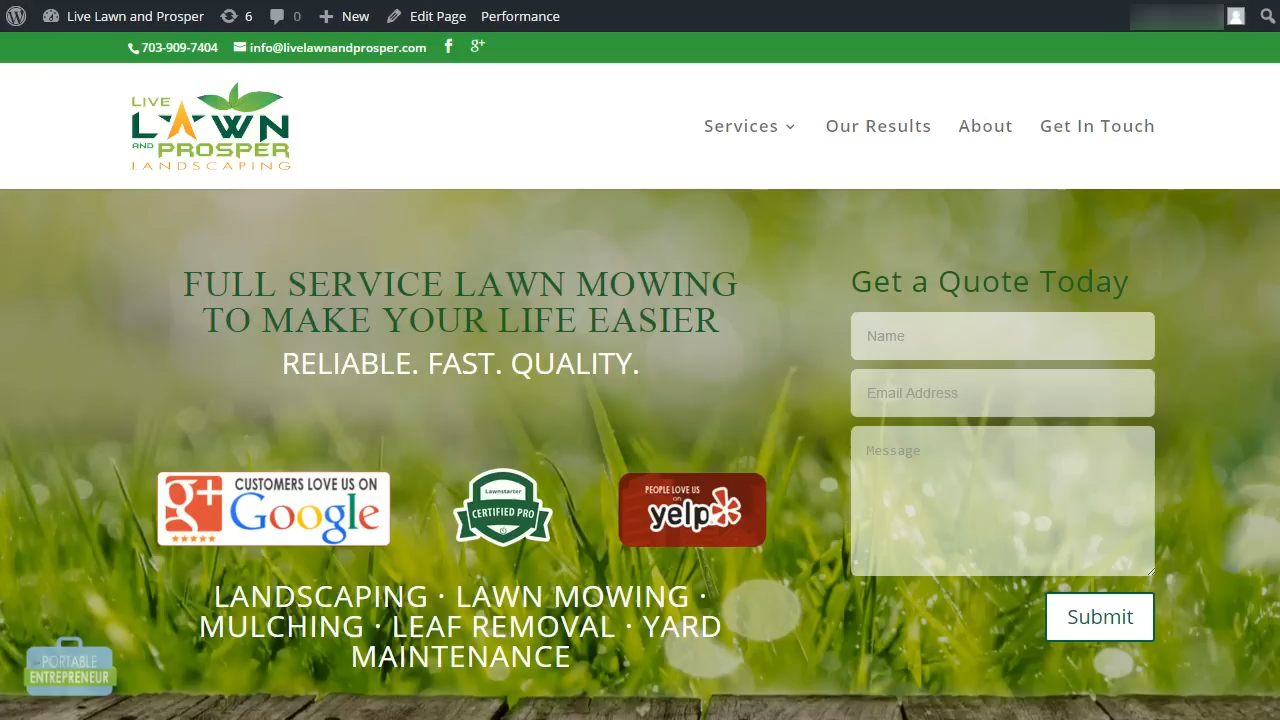 Live Lawn and Prosper 6 0 New Edit Page Performance
703-909-7404 info@livelawnandprosper.com
LIVE
LAWN
AND PROSPER
LANDSCAPING
Services Our Results About Get In Touch
FULL SERVICE LAWN MOWING
TO MAKE YOUR LIFE EASIER
RELIABLE. FAST. QUALITY.
g+ CUSTOMERS LOVE US ON
Google
Lawnstarter
CERTIFIED PRO
PEOPLE LOVE US
on
yelp
LANDSCAPING · LAWN MOWING ·
MULCHING · LEAF REMOVAL · YARD
MAINTENANCE
Get a Quote Today
Name
Email Address
Message
Submit
PORTABLE
ENTREPRENEUR